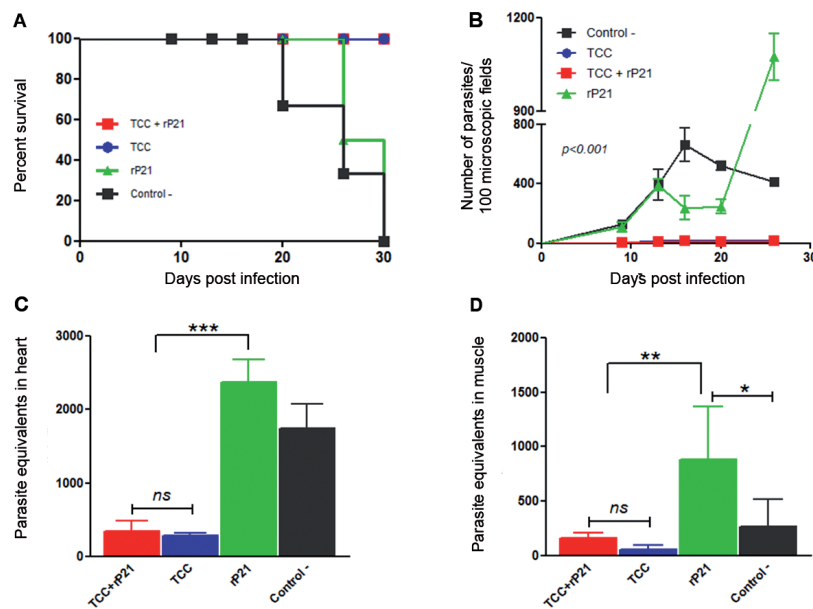 A
Percent survival
100
80
60
40
20
0
TCC + rP21
TCC
rP21
Control -
0
10
20
30
Days post infection
B
Number of parasites/
100 microscopic fields
1200
900
800
400
0
Control -
TCC
TCC + rP21
rP21
p<0.001
0
10
20
30
Days post infection
C
Parasite equivalents in heart
3000
2000
1000
0
***
ns
TCC+rP21
TCC
rP21
Control -
D
Parasite equivalents in muscle
2000
1500
1000
500
0
**
*
ns
TCC+rP21
TCC
rP21
Control -